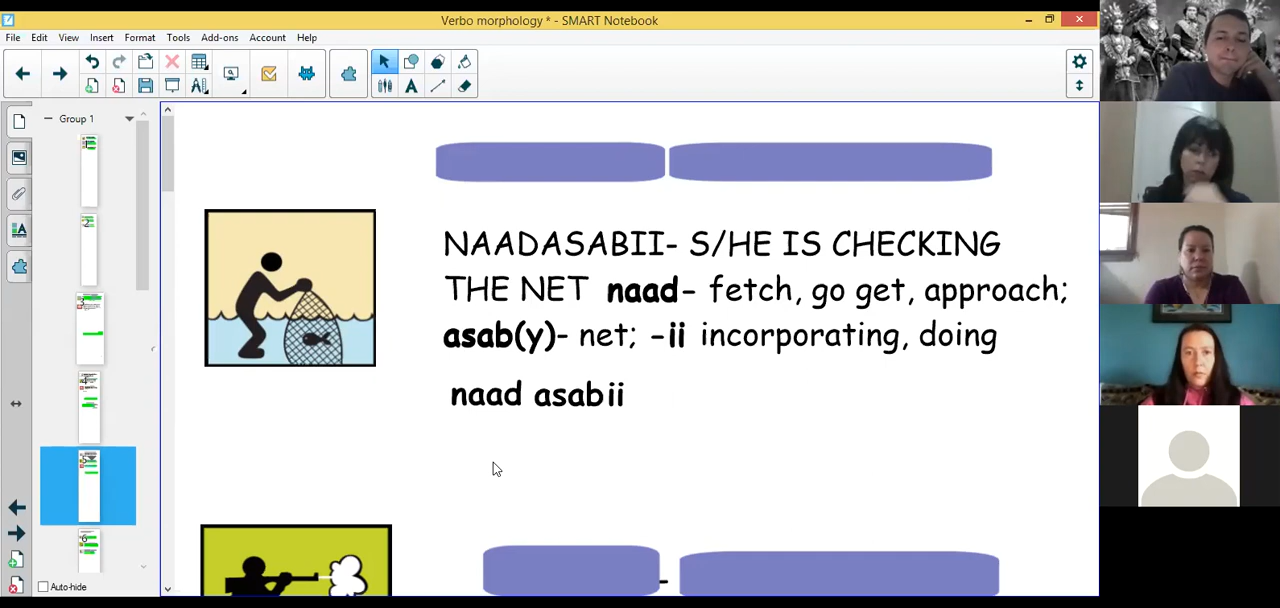 Verbo morphology * - SMART Notebook
File Edit View Insert Format Tools Add-ons Account Help
Group 1
NAADASABII- S/HE IS CHECKING
THE NET naad- fetch, go get, approach;
asab(y)- net; -ii incorporating, doing
naad asabii
-
Auto-hide